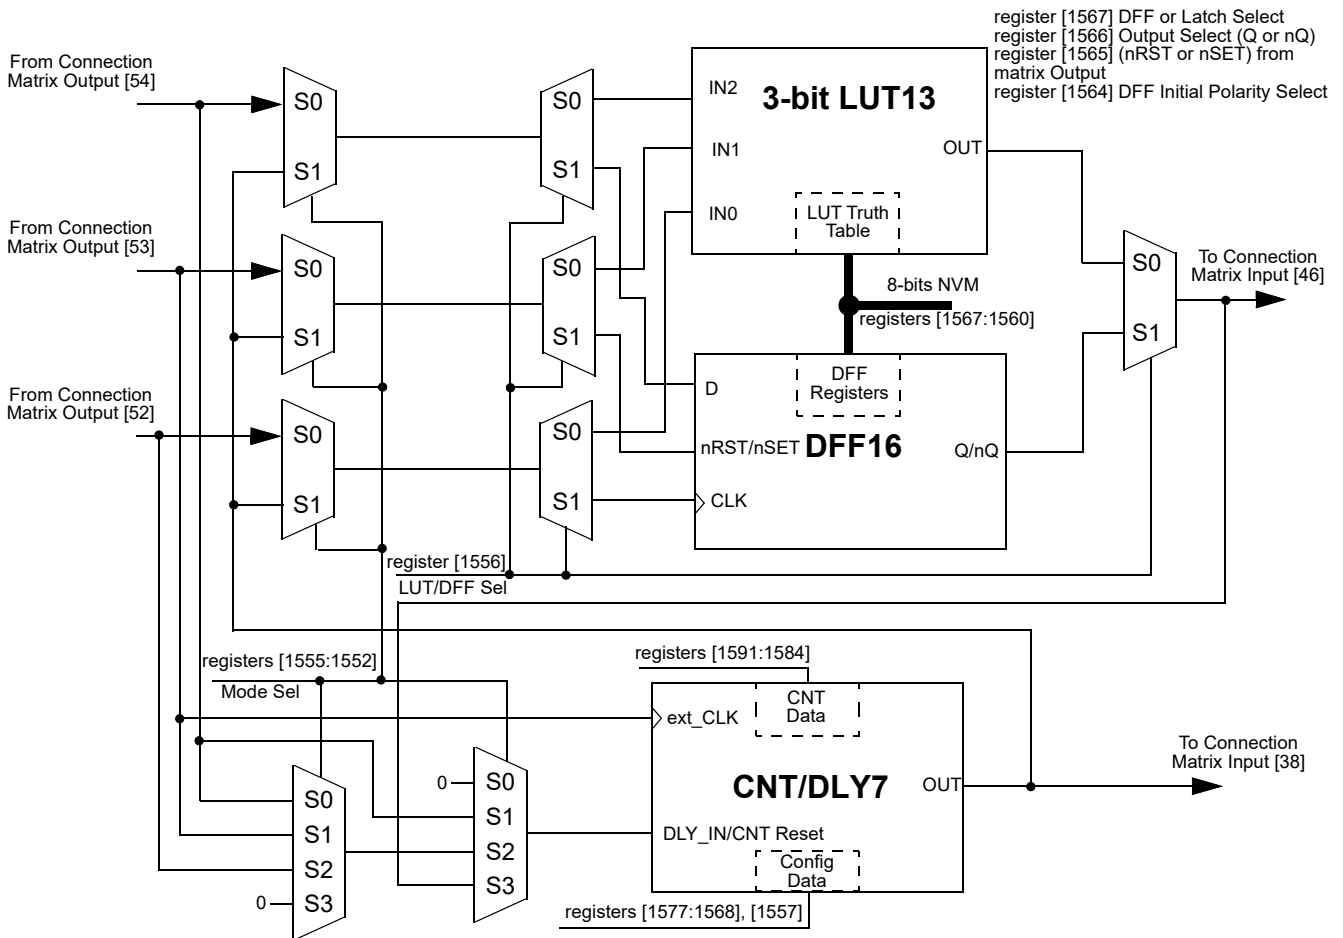 register [1567] DFF or Latch Select
register [1566] Output Select (Q or nQ)
register [1565] (nRST or nSET) from
matrix Output
register [1564] DFF Initial Polarity Select
From Connection
Matrix Output [54]
S0
S1
S0
S1
IN2
3-bit LUT13
IN1
OUT
IN0
LUT Truth
Table
From Connection
Matrix Output [53]
S0
S1
S0
S1
8-bits NVM
registers [1567:1560]
S0
S1
To Connection
Matrix Input [46]
From Connection
Matrix Output [52]
S0
S1
S0
S1
DFF
Registers
D
nRST/nSET
DFF16
Q/nQ
CLK
register [1556]
LUT/DFF Sel
registers [1555:1552]
Mode Sel
registers [1591:1584]
CNT
Data
ext_CLK
CNT/DLY7
OUT
To Connection
Matrix Input [38]
DLY_IN/CNT Reset
Config
Data
0
S0
S1
S2
S3
S0
S1
S2
0
S3
registers [1577:1568], [1557]